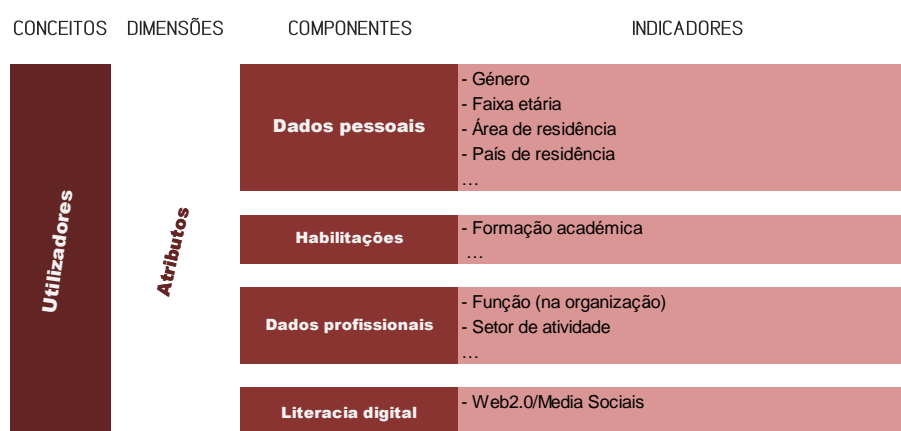 CONCEITOS DIMENSÕES COMPONENTES INDICADORES
Utilizadores
Atributos
Dados pessoais
- Género
- Faixa etária
- Área de residência
- País de residência
…
Habilitações
- Formação académica
…
Dados profissionais
- Função (na organização)
- Setor de atividade
…
Literacia digital
- Web2.0/Media Sociais